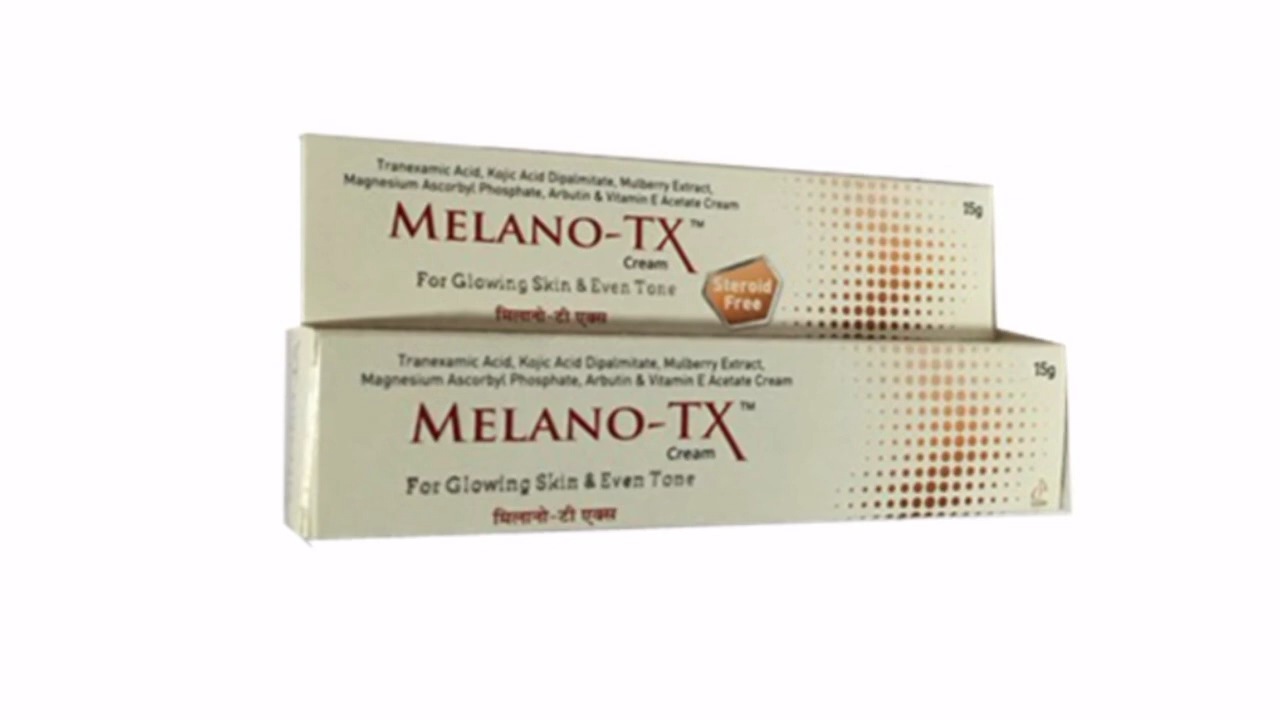 Tranexamic Acid, Kojic Acid Dipalmitate, Mulberry Extract,
Magnesium Ascorbyl Phosphate, Arbutin & Vitamin E Acetate Cream
15g
MELANO-TX™
Cream
For Glowing Skin & Even Tone
Steroid
Free
मिलानो-टी एक्स
Tranexamic Acid, Kojic Acid Dipalmitate, Mulberry Extract,
Magnesium Ascorbyl Phosphate, Arbutin & Vitamin E Acetate Cream
15g
MELANO-TX™
Cream
For Glowing Skin & Even Tone
मिलानो-टी एक्स